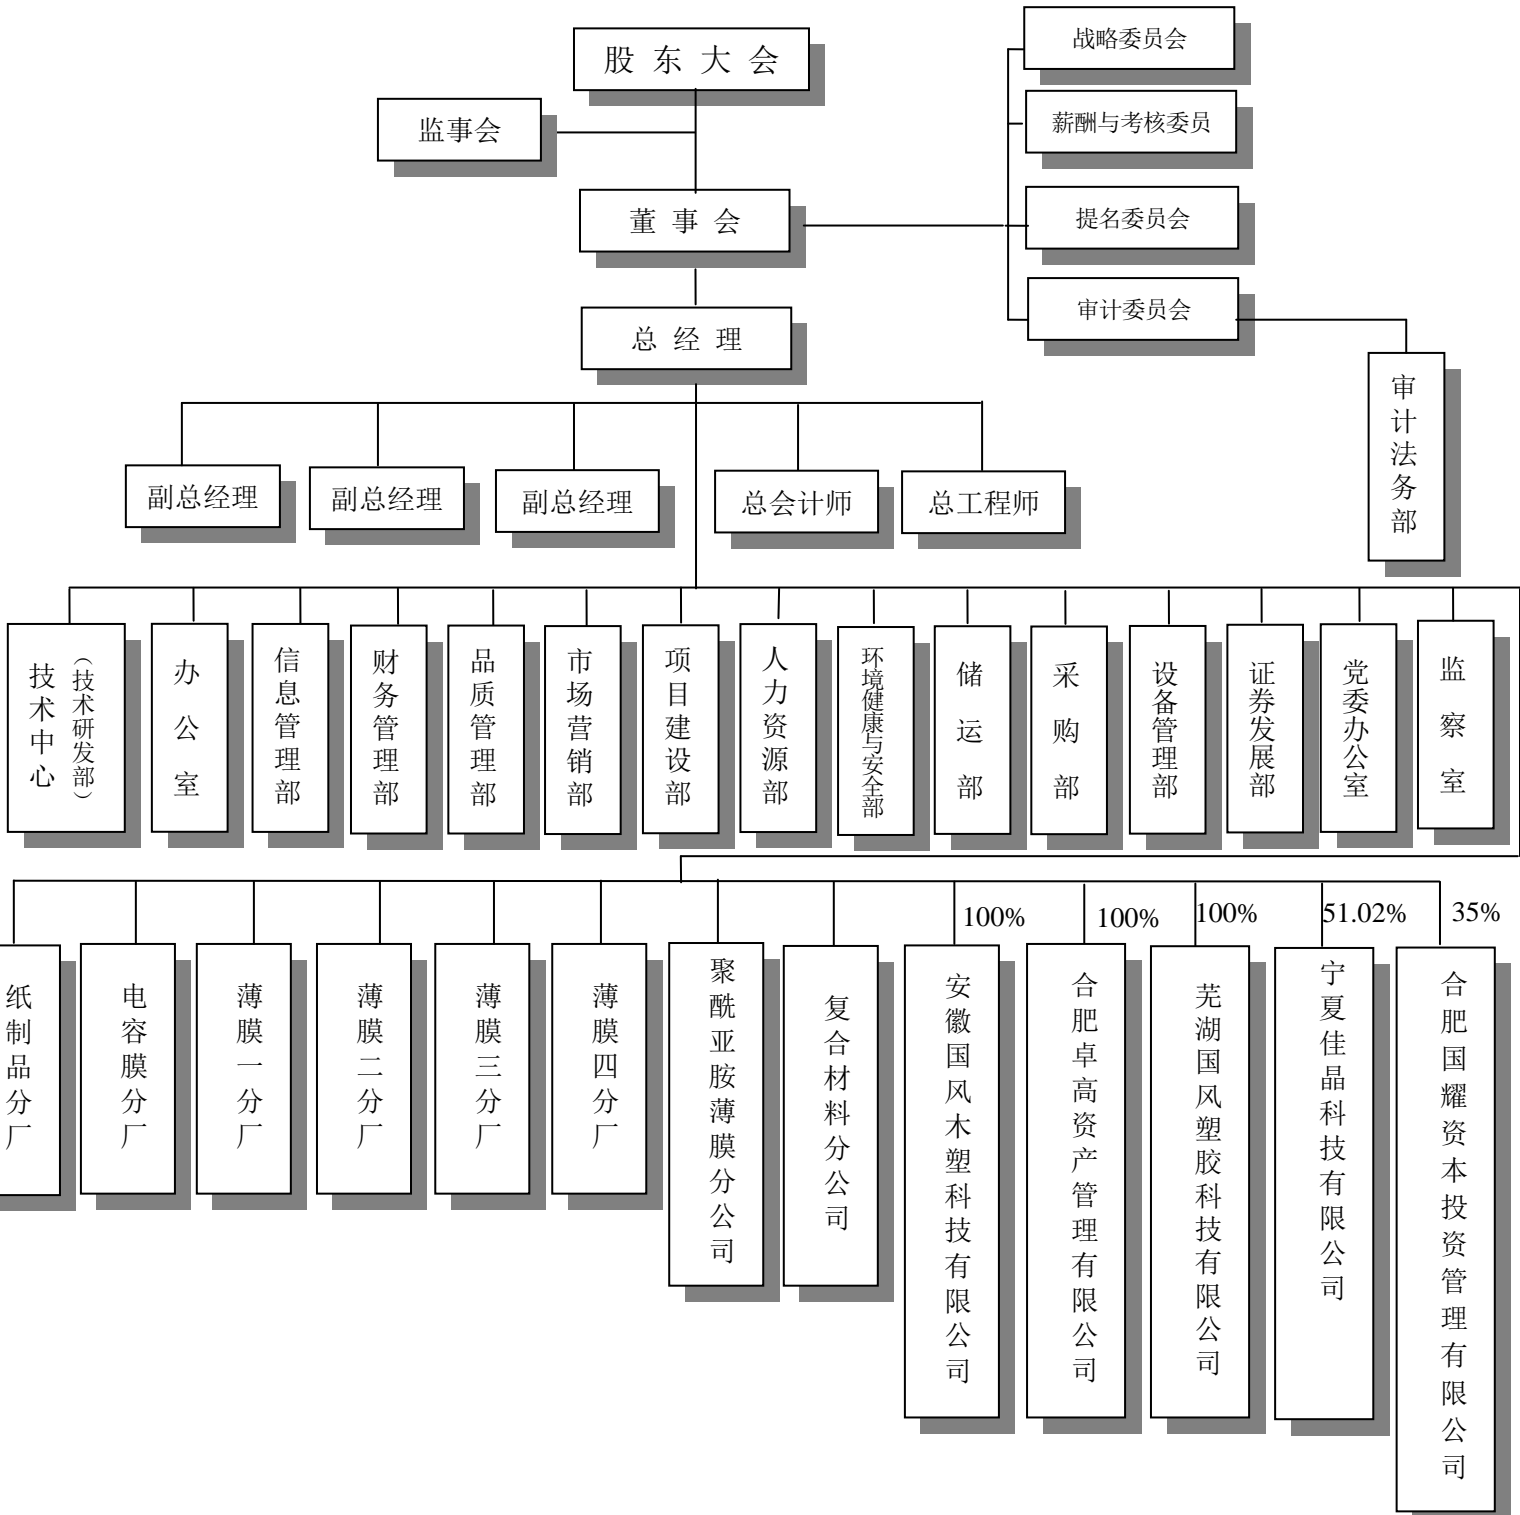 股东大会
战略委员会
监事会
薪酬与考核委员
董事会
提名委员会
总经理
审计委员会
审计法务部
副总经理
副总经理
副总经理
总会计师
总工程师
技术中心
（技术研发部）
办公室
信息管理部
财务管理部
品质管理部
市场营销部
项目建设部
人力资源部
环境健康与安全部
储运部
采购部
设备管理部
证券发展部
党委办公室
监察室
100%
100%
100%
51.02%
35%
纸制品分厂
电容膜分厂
薄膜一分厂
薄膜二分厂
薄膜三分厂
薄膜四分厂
聚酰亚胺薄膜分公司
复合材料分公司
安徽国风木塑科技有限公司
合肥卓高资产管理有限公司
芜湖国风塑胶科技有限公司
宁夏佳晶科技有限公司
合肥国耀资本投资管理有限公司